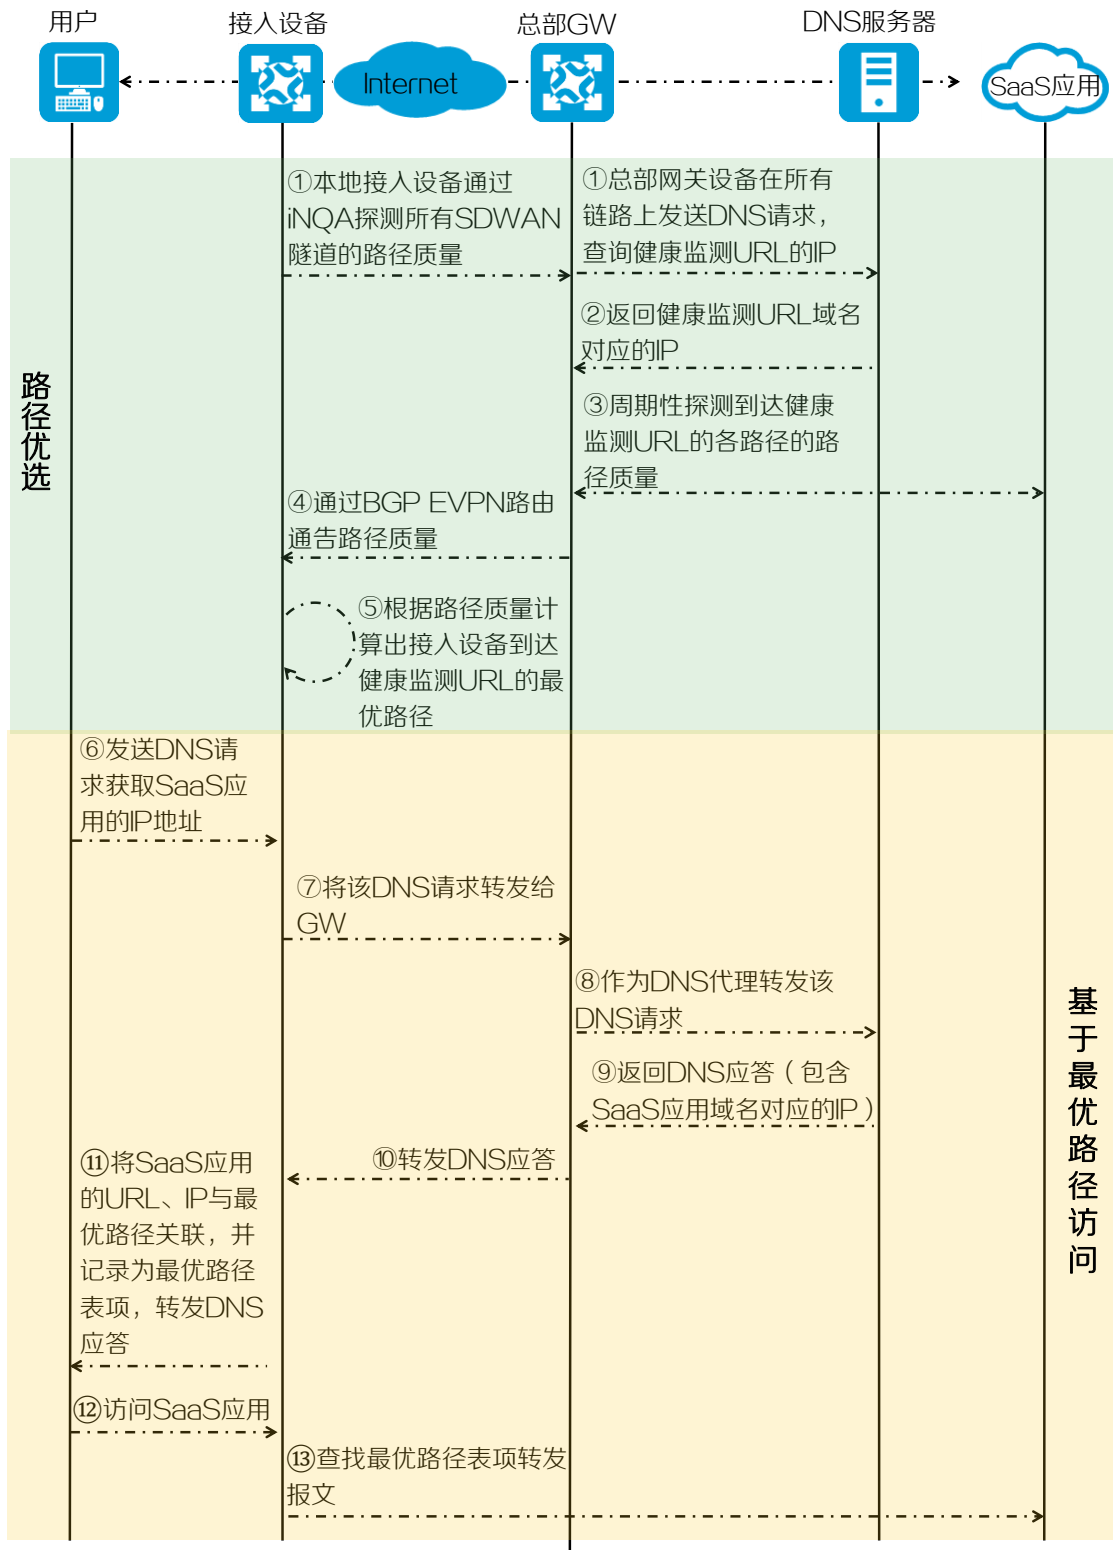 用户
接入设备
总部GW
DNS服务器
Internet
SaaS应用
路径优选
①本地接入设备通过
iNQA探测所有SDWAN
隧道的路径质量
①总部网关设备在所有
链路上发送DNS请求，
查询健康监测URL的IP
②返回健康监测URL域名
对应的IP
③周期性探测到达健康
监测URL的各路径的路
径质量
④通过BGP EVPN路由
通告路径质量
⑤根据路径质量计
算出接入设备到达
健康监测URL的最
优路径
基于最优路径访问
⑥发送DNS请
求获取SaaS应
用的IP地址
⑦将该DNS请求转发给
GW
⑧作为DNS代理转发该
DNS请求
⑨返回DNS应答（包含
SaaS应用域名对应的IP）
⑩转发DNS应答
⑪将SaaS应用
的URL、IP与最
优路径关联，并
记录为最优路径
表项，转发DNS
应答
⑫访问SaaS应用
⑬查找最优路径表项转发
报文